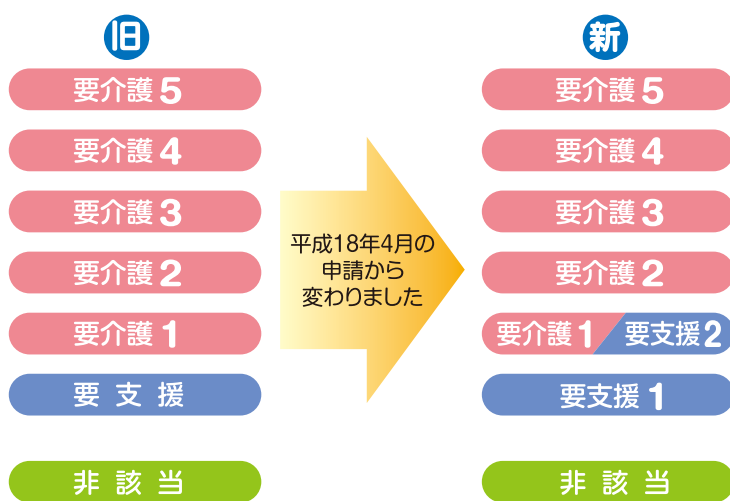 旧
要介護5
要介護4
要介護3
要介護2
要介護1
要支援
非該当
平成18年4月の
申請から
変わりました
新
要介護5
要介護4
要介護3
要介護2
要介護1 要支援2
要支援1
非該当